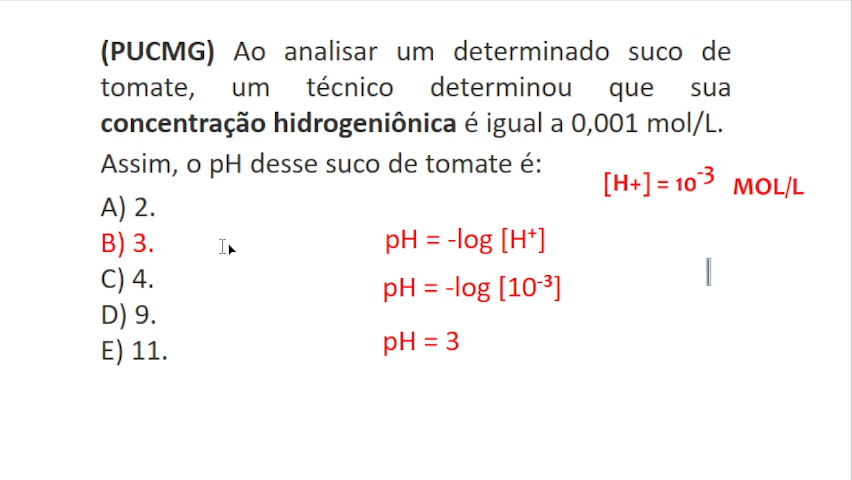 (PUCMG) Ao analisar um determinado suco de
tomate, um técnico determinou que sua
concentração hidrogeniônica é igual a 0,001 mol/L.
Assim, o pH desse suco de tomate é:
[H+] = 10⁻³ MOL/L
A) 2.
B) 3.
C) 4.
D) 9.
E) 11.
pH = -log [H⁺]
pH = -log [10⁻³]
pH = 3